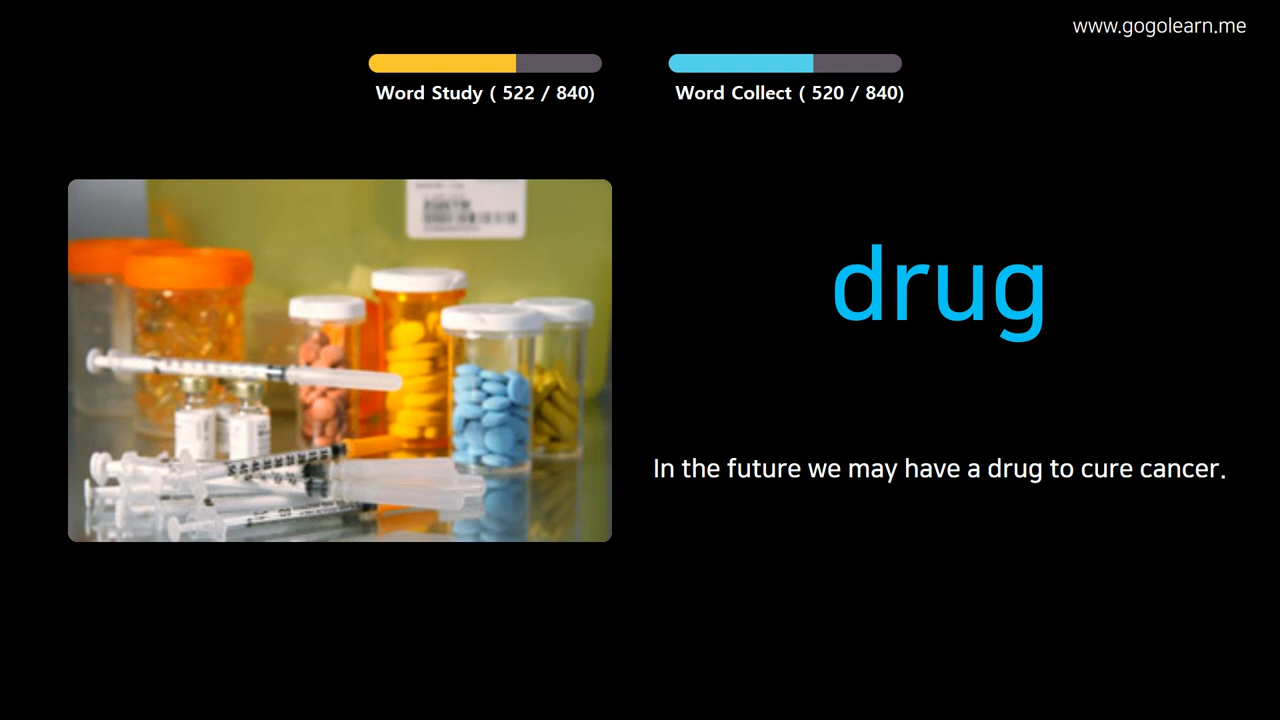 www.gogolearn.me
Word Study ( 522 / 840)
Word Collect ( 520 / 840)
drug
In the future we may have a drug to cure cancer.